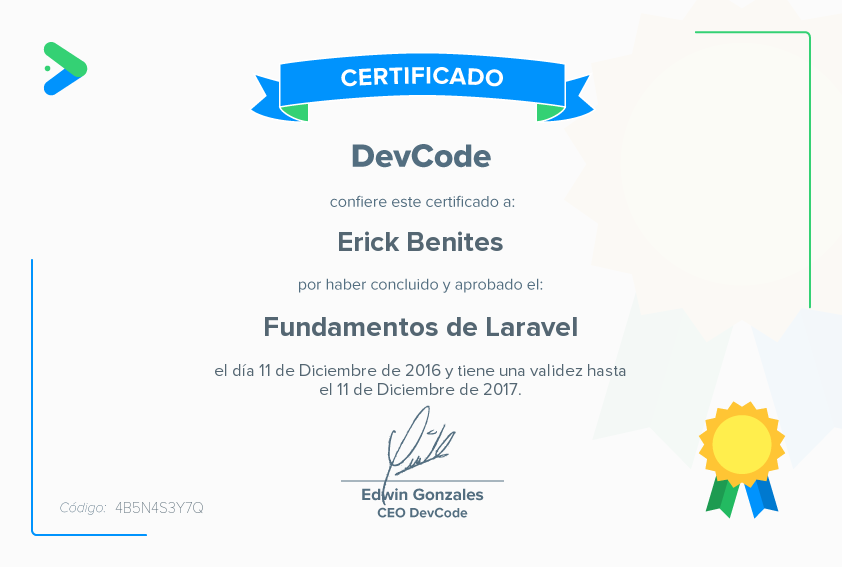 CERTIFICADO
DevCode
confiere este certificado a:
Erick Benites
por haber concluido y aprobado el:
Fundamentos de Laravel
el día 11 de Diciembre de 2016 y tiene una validez hasta
el 11 de Diciembre de 2017.
Edwin Gonzales
CEO DevCode
Código: 4B5N4S3Y7Q